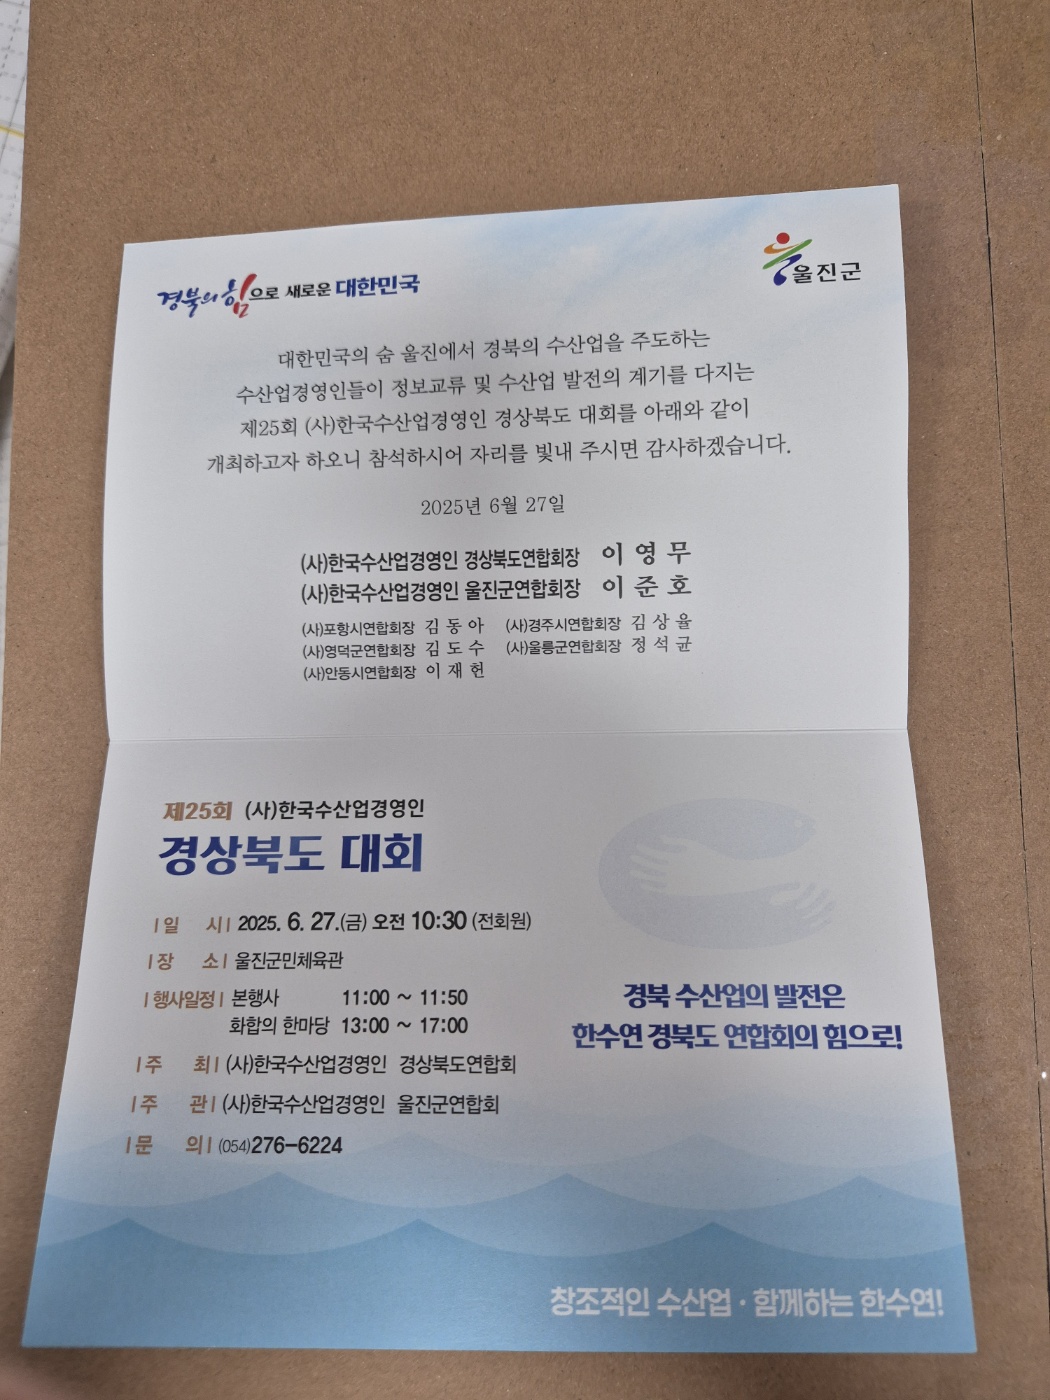 경북의 힘으로 새로운 대한민국
울진군
대한민국의 숨 울진에서 경북의 수산업을 주도하는
수산업경영인들이 정보교류 및 수산업 발전의 계기를 다지는
제25회 (사)한국수산업경영인 경상북도 대회를 아래와 같이
개최하고자 하오니 참석하시어 자리를 빛내 주시면 감사하겠습니다.
2025년 6월 27일
(사)한국수산업경영인 경상북도연합회장 이 영 무
(사)한국수산업경영인 울진군연합회장 이 준 호
(사)포항시연합회장 김 동 아 (사)경주시연합회장 김 상 율
(사)영덕군연합회장 김 도 수 (사)울릉군연합회장 정 석 균
(사)안동시연합회장 이 재 헌
제25회 (사)한국수산업경영인
경상북도 대회
| 일 시 | 2025. 6. 27.(금) 오전 10:30 (전회원)
| 장 소 | 울진군민체육관
| 행사일정 | 본행사 11:00 ~ 11:50
화합의 한마당 13:00 ~ 17:00
| 주 최 | (사)한국수산업경영인 경상북도연합회
| 주 관 | (사)한국수산업경영인 울진군연합회
| 문 의 | (054)276-6224
경북 수산업의 발전은
한수연 경북도 연합회의 힘으로!
창조적인 수산업 · 함께하는 한수연!